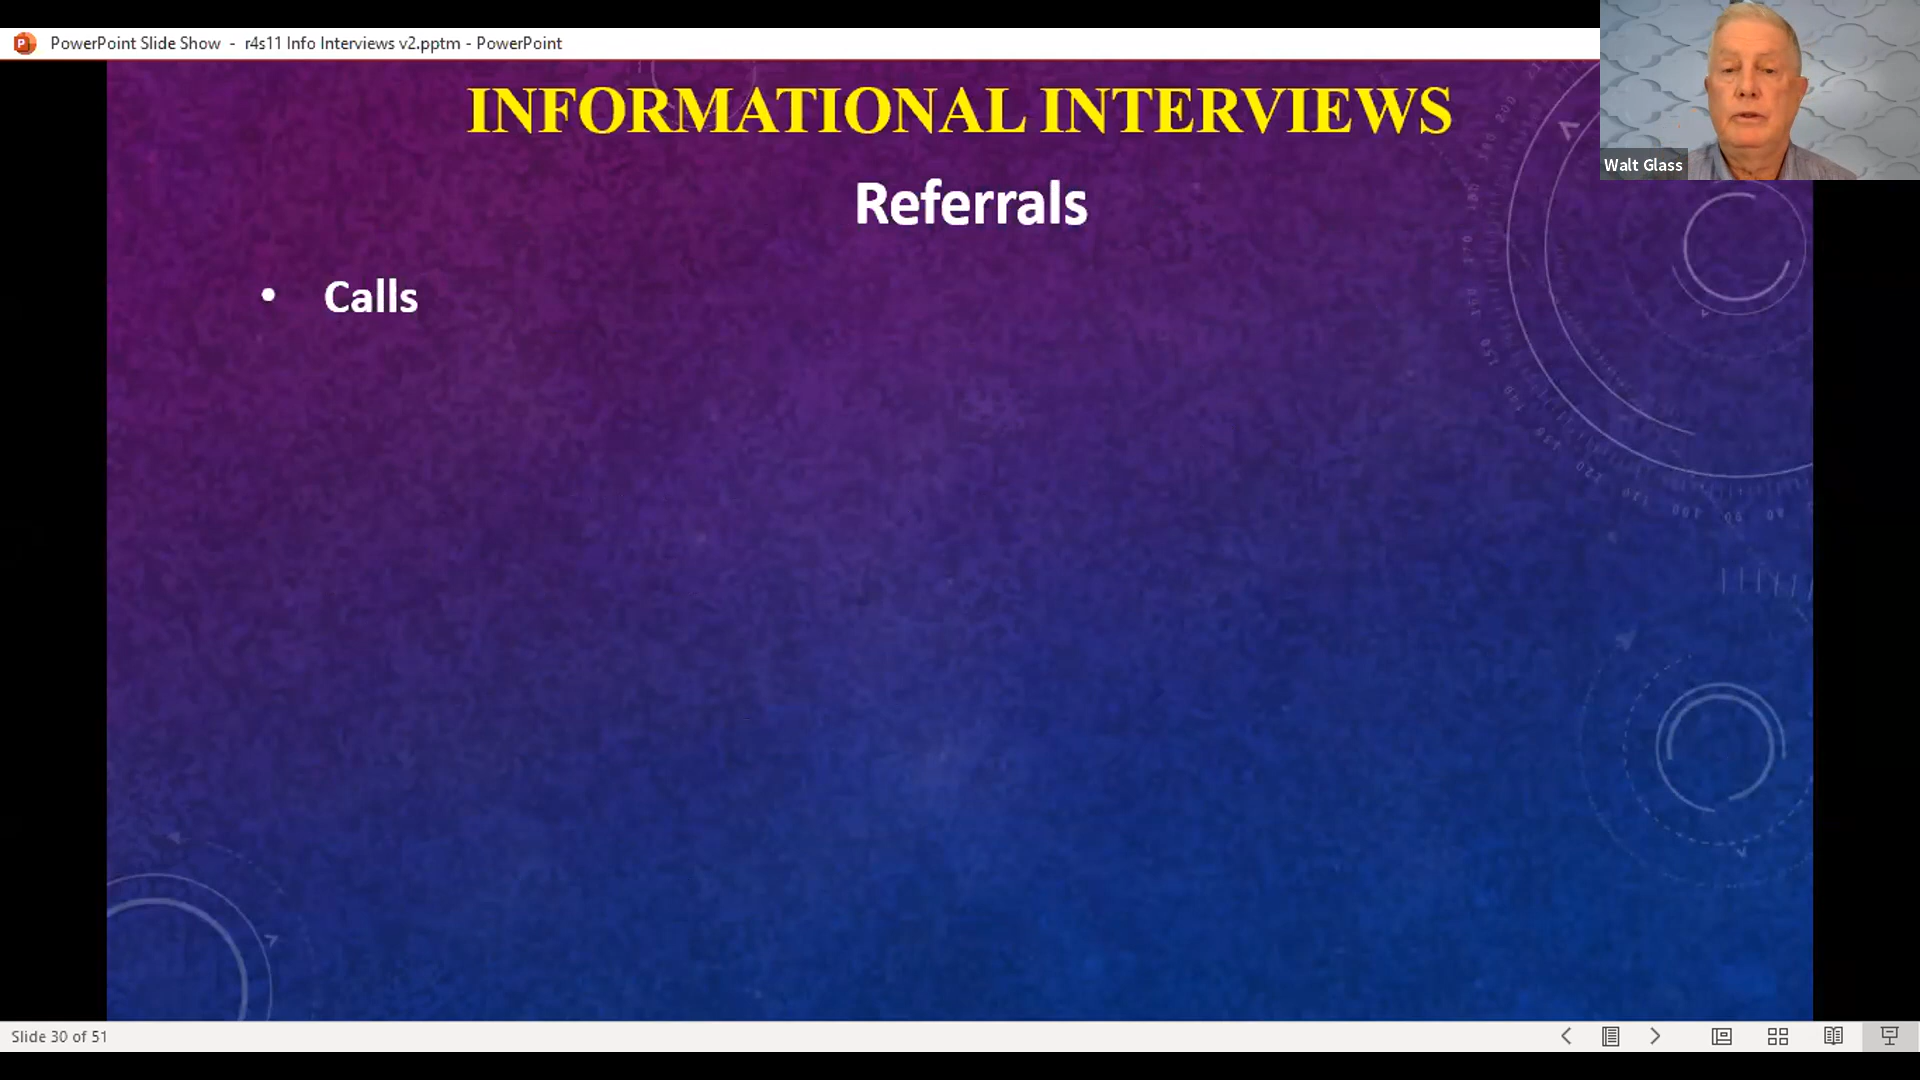 PowerPoint Slide Show - r4s11 Info Interviews v2.pptm - PowerPoint
INFORMATIONAL INTERVIEWS
Walt Glass
Referrals
• Calls
Slide 30 of 51